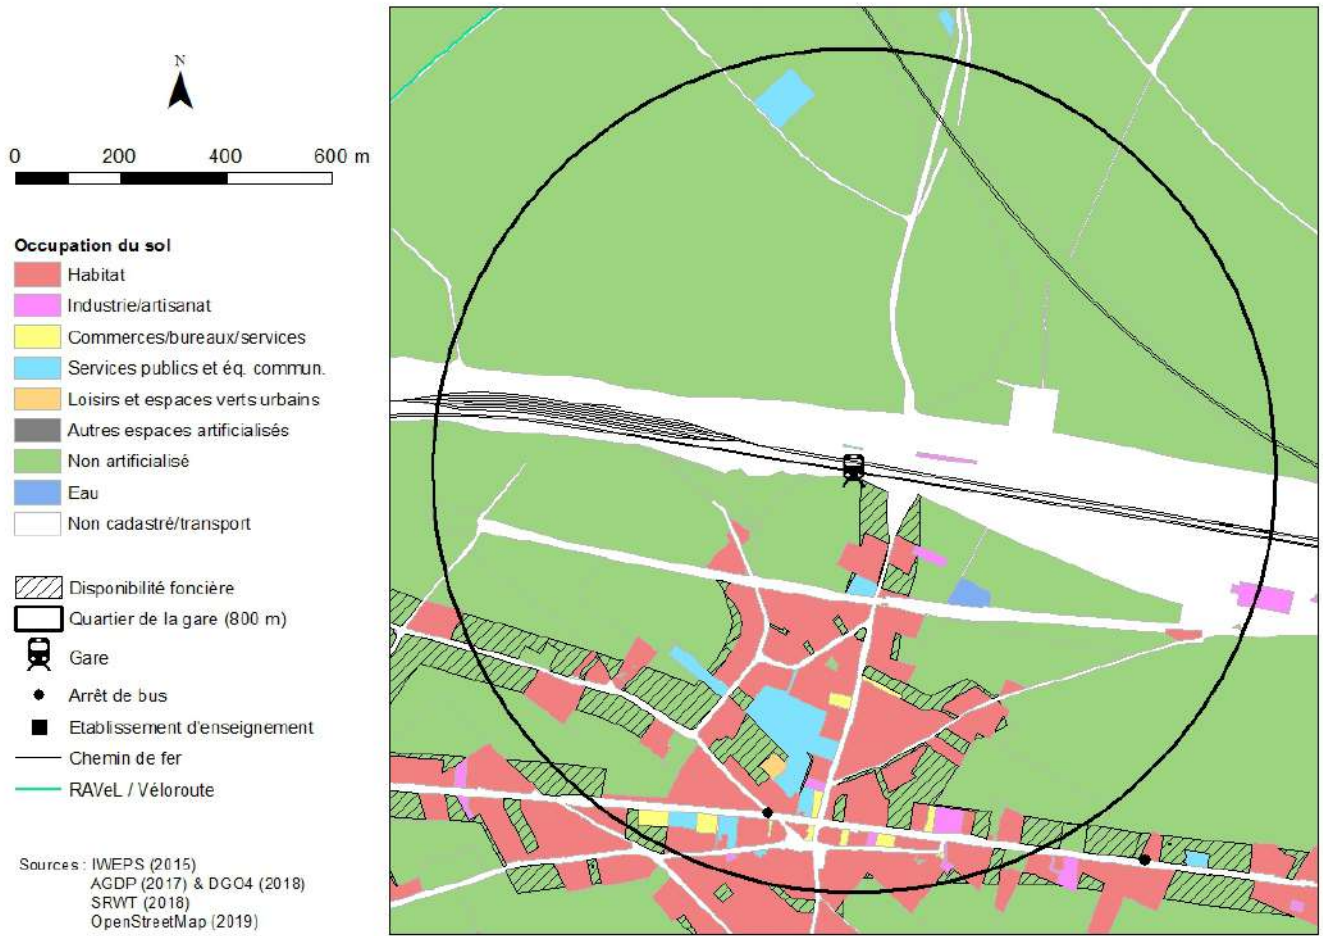 N
0 200 400 600 m
Occupation du sol
Habitat
Industrie/artisanat
Commerces/bureaux/services
Services publics et éq. commun.
Loisirs et espaces verts urbains
Autres espaces artificialisés
Non artificialisé
Eau
Non cadastré/transport
Disponibilité foncière
Quartier de la gare (800 m)
Gare
Arrêt de bus
Etablissement d'enseignement
Chemin de fer
RAVeL / Véloroute
Sources : IWEPS (2015)
AGDP (2017) & DGO4 (2018)
SRWT (2018)
OpenStreetMap (2019)